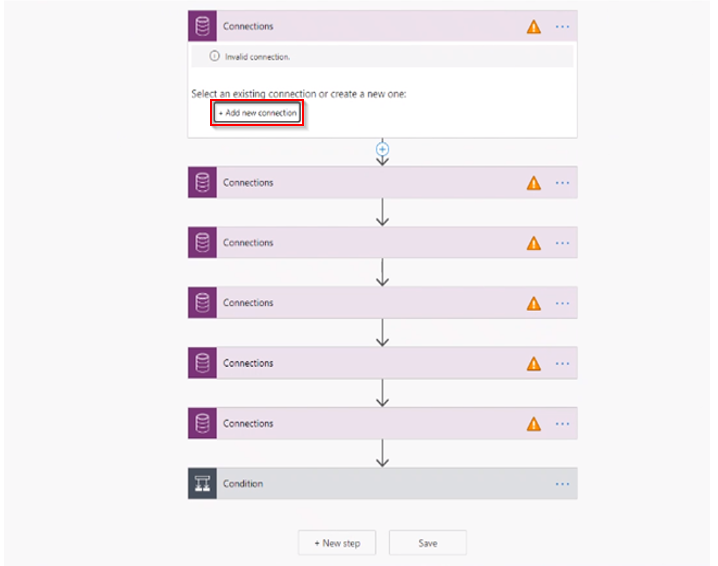 Connections
Invalid connection.
Select an existing connection or create a new one:
+ Add new connection
Connections
Connections
Connections
Connections
Connections
Condition
+ New step
Save